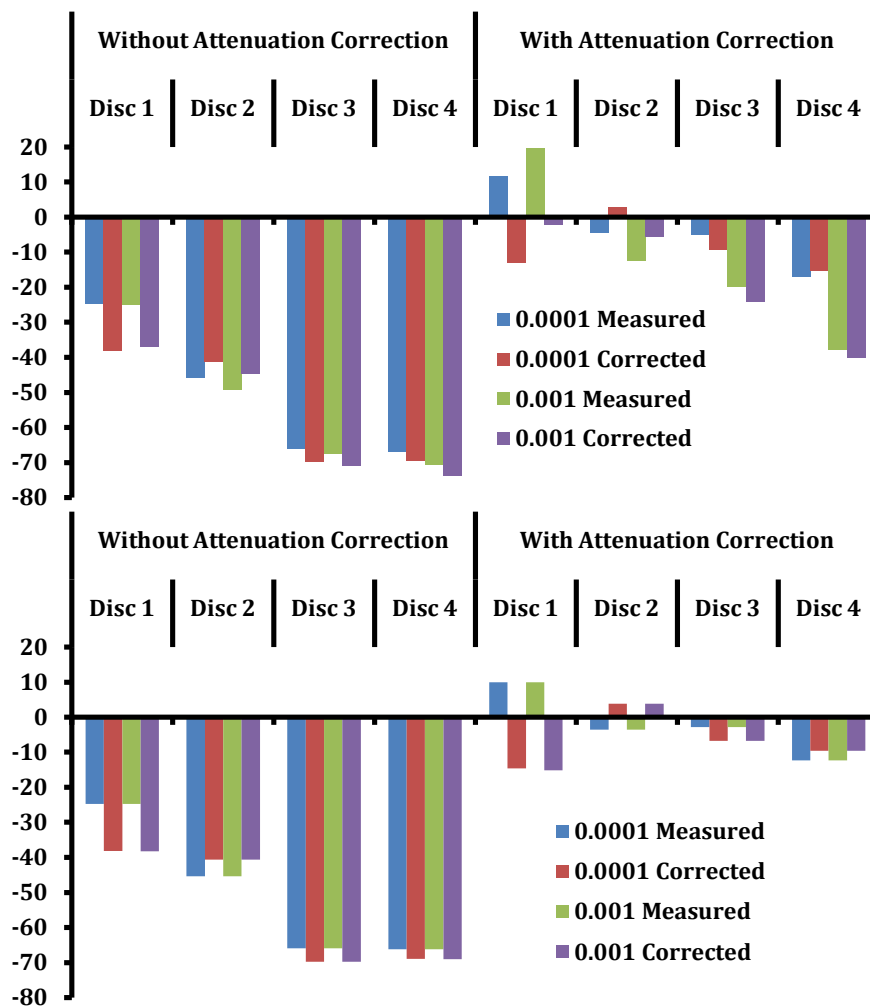 Without Attenuation Correction With Attenuation Correction
Disc 1 Disc 2 Disc 3 Disc 4 Disc 1 Disc 2 Disc 3 Disc 4
20
10
0
-10
-20
-30
-40
-50
-60
-70
-80
0.0001 Measured
0.0001 Corrected
0.001 Measured
0.001 Corrected
Without Attenuation Correction With Attenuation Correction
Disc 1 Disc 2 Disc 3 Disc 4 Disc 1 Disc 2 Disc 3 Disc 4
20
10
0
-10
-20
-30
-40
-50
-60
-70
-80
0.0001 Measured
0.0001 Corrected
0.001 Measured
0.001 Corrected